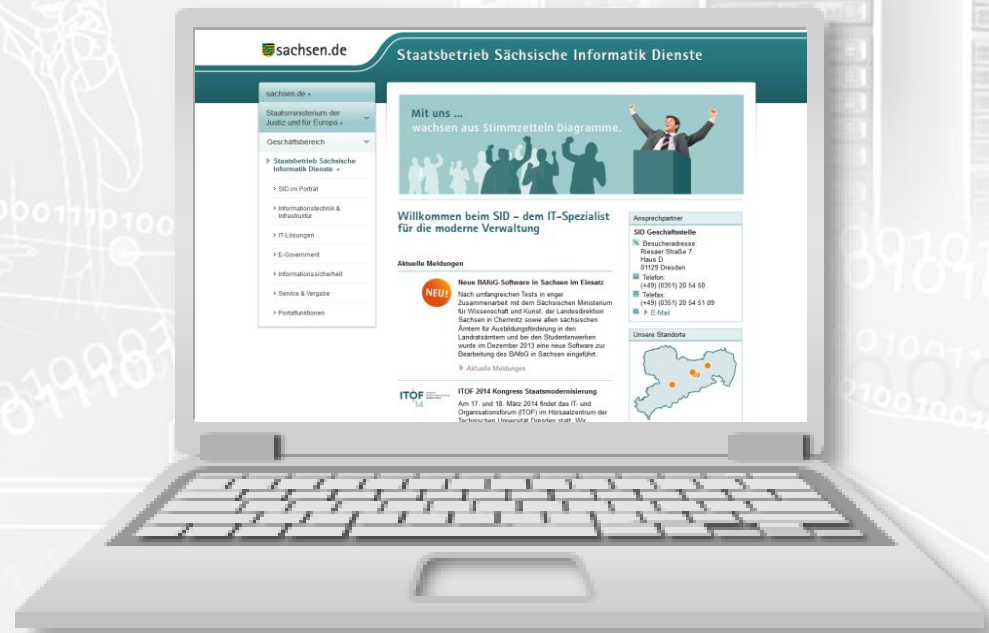 sachsen.de
Staatsbetrieb Sächsische Informatik Dienste
sachsen.de
Staatsministerium der
Justiz und für Europa
Geschäftsbereich
Staatsbetrieb Sächsische
Informatik Dienste
SID im Porträt
Informationstechnik &
Infrastruktur
IT-Lösungen
E-Government
Informationssicherheit
Service & Vergabe
Portalfunktionen
Mit uns ...
wachsen aus Stimmzetteln Diagramme.
Willkommen beim SID – dem IT-Spezialist
für die moderne Verwaltung
Aktuelle Meldungen
NEU!
Neue BAföG-Software in Sachsen im Einsatz
Nach umfangreichen Tests in enger
Zusammenarbeit mit dem Sächsischen Ministerium
für Wissenschaft und Kunst, der Landesdirektion
Sachsen in Chemnitz sowie allen sächsischen
Ämtern für Ausbildungsförderung in den
Landratsämtern und bei den Studentenwerken
wurde im Dezember 2013 eine neue Software zur
Bearbeitung des BAföG in Sachsen eingeführt.
Aktuelle Meldungen
ITOF
'14
ITOF 2014 Kongress Staatsmodernisierung
Am 17. und 18. März 2014 findet das IT- und
Organisationsforum (ITOF) im Hörsaalzentrum der
Technischen Universität Dresden statt. Wir
Ansprechpartner
SID Geschäftsstelle
Besucheradresse:
Riesaer Straße 7
Haus D
01129 Dresden
Telefon:
(+49) (0351) 20 54 50
Telefax:
(+49) (0351) 20 54 51 09
E-Mail
Unsere Standorte